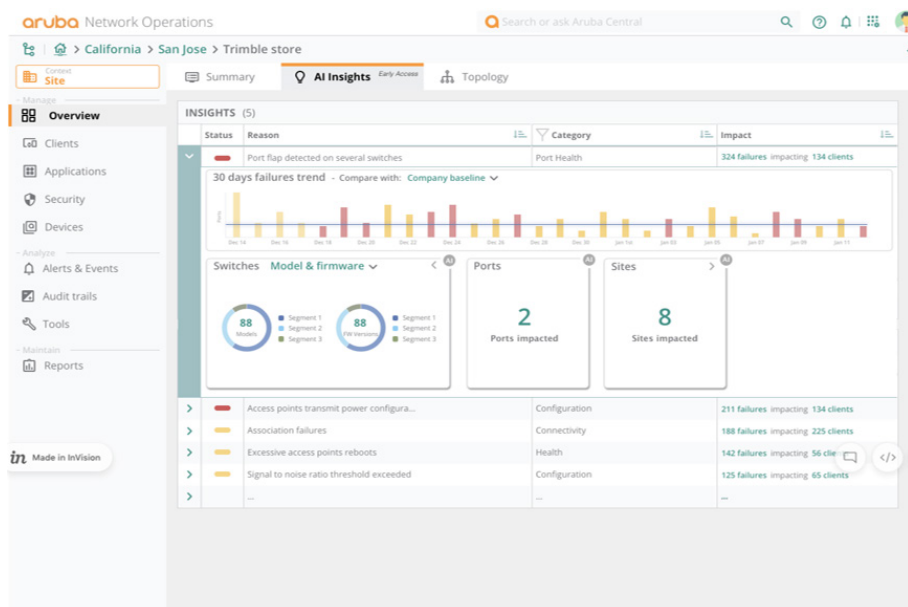 aruba Network Operations
Search or ask Aruba Central
> California > San Jose > Trimble store
Context
Site
Summary
AI Insights Early Access
Topology
Manage
Overview
Clients
Applications
Security
Devices
Analyze
Alerts & Events
Audit trails
Tools
Maintain
Reports
in Made in InVision
INSIGHTS (5)
Status Reason Category Impact
Port flap detected on several switches Port Health 324 failures impacting 134 clients
30 days failures trend - Compare with: Company baseline
Ports
Dec 14 Dec 16 Dec 18 Dec 20 Dec 22 Dec 24 Dec 26 Dec 28 Dec 30 Jan 1st. Jan 03 Jan 05 Jan 07 Jan 09 Jan 11
Switches Model & firmware < AI
88
Models
Segment 1
Segment 2
Segment 3
88
FW Versions
Segment 1
Segment 2
Segment 3
Ports AI
2
Ports impacted
Sites > AI
8
Sites impacted
Access points transmit power configura... Configuration 211 failures impacting 134 clients
Association failures Connectivity 188 failures impacting 225 clients
Excessive access points reboots Health 142 failures impacting 56 clie
Signal to noise ratio threshold exceeded Configuration 125 failures impacting 65 clients
... ... ...
</>